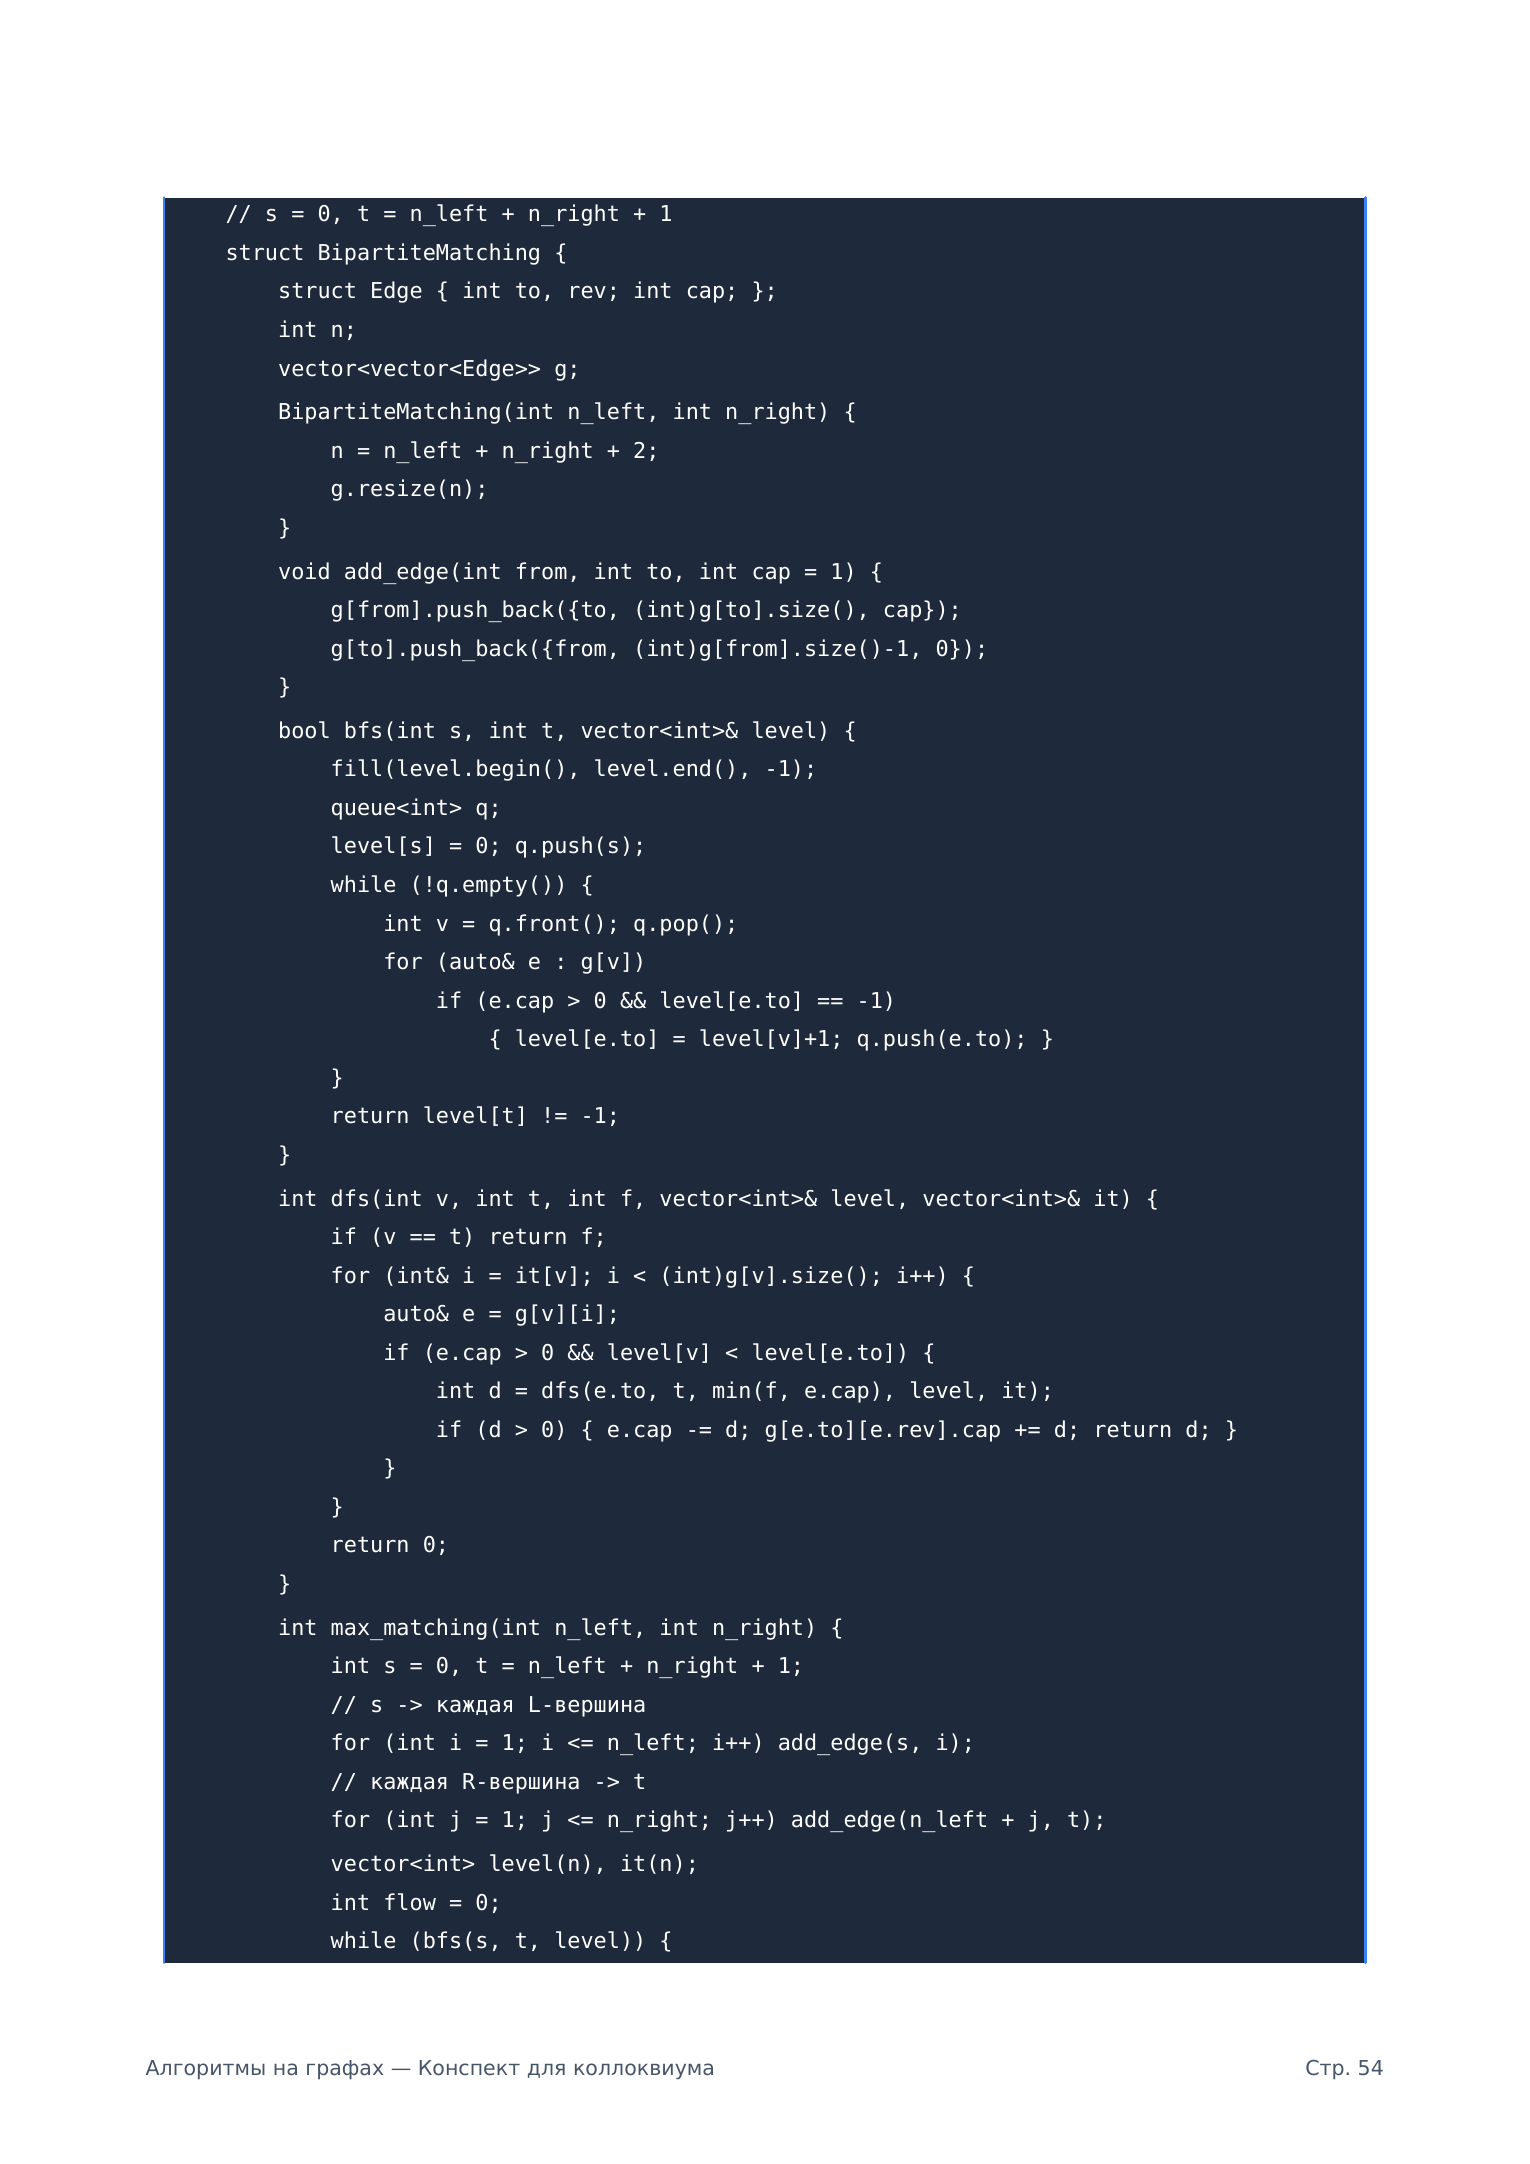 // s = 0, t = n_left + n_right + 1
struct BipartiteMatching {
    struct Edge { int to, rev; int cap; };
    int n;
    vector<vector<Edge>> g;
    BipartiteMatching(int n_left, int n_right) {
        n = n_left + n_right + 2;
        g.resize(n);
    }
    void add_edge(int from, int to, int cap = 1) {
        g[from].push_back({to, (int)g[to].size(), cap});
        g[to].push_back({from, (int)g[from].size()-1, 0});
    }
    bool bfs(int s, int t, vector<int>& level) {
        fill(level.begin(), level.end(), -1);
        queue<int> q;
        level[s] = 0; q.push(s);
        while (!q.empty()) {
            int v = q.front(); q.pop();
            for (auto& e : g[v])
                if (e.cap > 0 && level[e.to] == -1)
                    { level[e.to] = level[v]+1; q.push(e.to); }
        }
        return level[t] != -1;
    }
    int dfs(int v, int t, int f, vector<int>& level, vector<int>& it) {
        if (v == t) return f;
        for (int& i = it[v]; i < (int)g[v].size(); i++) {
            auto& e = g[v][i];
            if (e.cap > 0 && level[v] < level[e.to]) {
                int d = dfs(e.to, t, min(f, e.cap), level, it);
                if (d > 0) { e.cap -= d; g[e.to][e.rev].cap += d; return d; }
            }
        }
        return 0;
    }
    int max_matching(int n_left, int n_right) {
        int s = 0, t = n_left + n_right + 1;
        // s -> каждая L-вершина
        for (int i = 1; i <= n_left; i++) add_edge(s, i);
        // каждая R-вершина -> t
        for (int j = 1; j <= n_right; j++) add_edge(n_left + j, t);
        vector<int> level(n), it(n);
        int flow = 0;
        while (bfs(s, t, level)) {
Алгоритмы на графах — Конспект для коллоквиума
Стр. 54